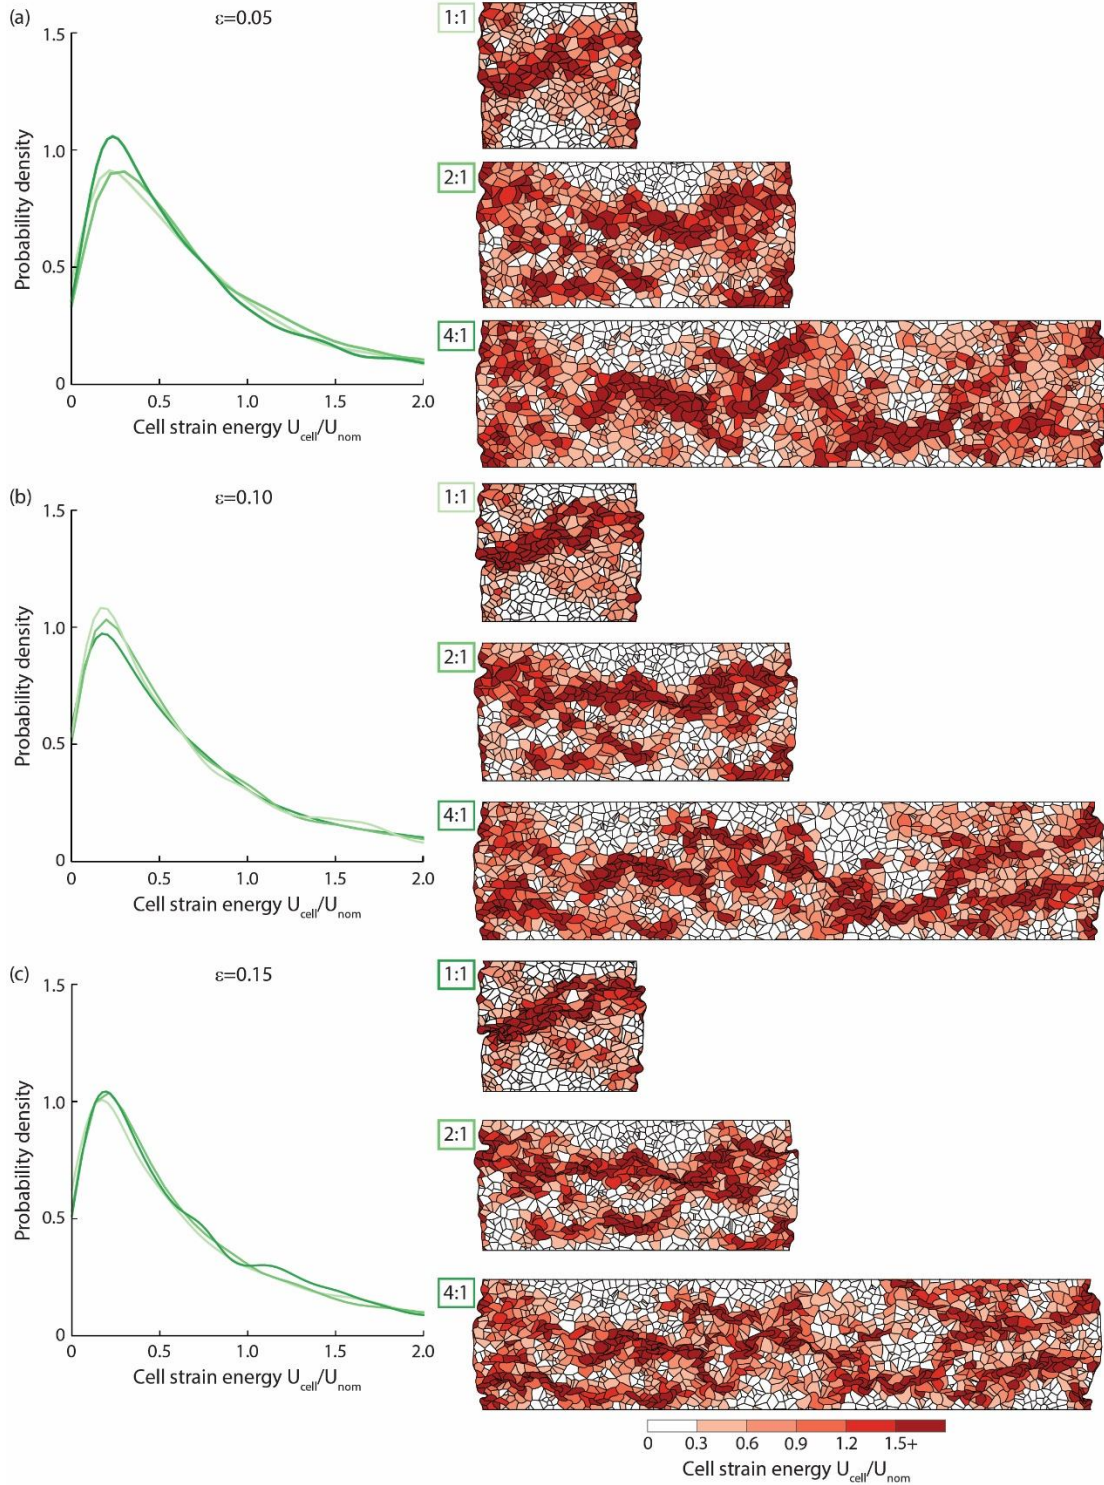 (a)
ε=0.05
1.5
1.0
0.5
0
Probability density
0 0.5 1.0 1.5 2.0
Cell strain energy U_cell/U_nom
1:1
2:1
4:1
(b)
ε=0.10
1.5
1.0
0.5
0
Probability density
0 0.5 1.0 1.5 2.0
Cell strain energy U_cell/U_nom
1:1
2:1
4:1
(c)
ε=0.15
1.5
1.0
0.5
0
Probability density
0 0.5 1.0 1.5 2.0
Cell strain energy U_cell/U_nom
1:1
2:1
4:1
0 0.3 0.6 0.9 1.2 1.5+
Cell strain energy U_cell/U_nom